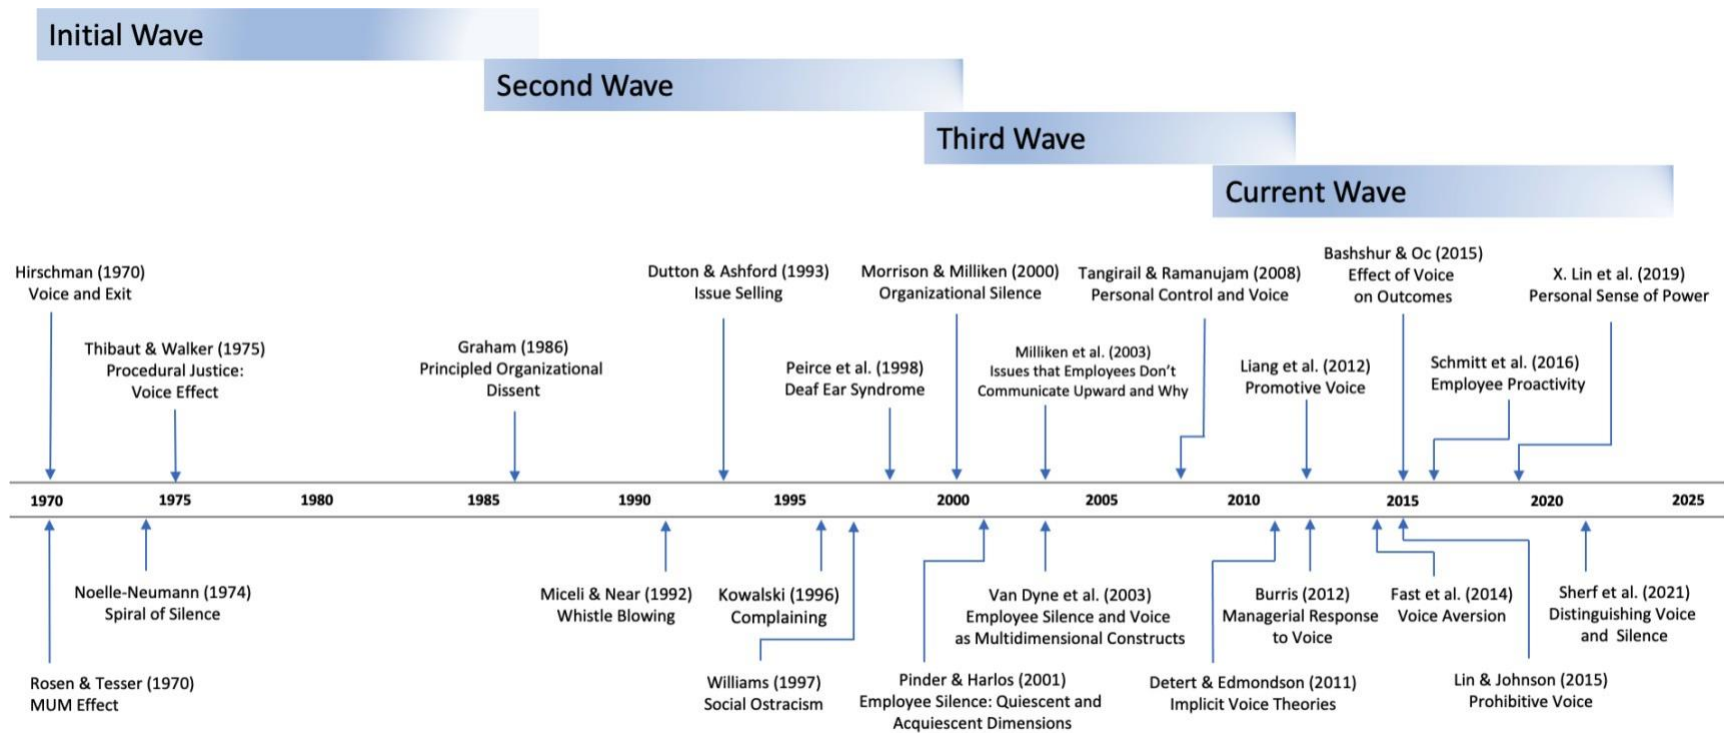 Initial Wave
Second Wave
Third Wave
Current Wave
Hirschman (1970)
Voice and Exit
Thibaut & Walker (1975)
Procedural Justice:
Voice Effect
Graham (1986)
Principled Organizational
Dissent
Dutton & Ashford (1993)
Issue Selling
Peirce et al. (1998)
Deaf Ear Syndrome
Morrison & Milliken (2000)
Organizational Silence
Milliken et al. (2003)
Issues that Employees Don't
Communicate Upward and Why
Tangirail & Ramanujam (2008)
Personal Control and Voice
Liang et al. (2012)
Promotive Voice
Bashshur & Oc (2015)
Effect of Voice
on Outcomes
Schmitt et al. (2016)
Employee Proactivity
X. Lin et al. (2019)
Personal Sense of Power
1970 1975 1980 1985 1990 1995 2000 2005 2010 2015 2020 2025
Rosen & Tesser (1970)
MUM Effect
Noelle-Neumann (1974)
Spiral of Silence
Miceli & Near (1992)
Whistle Blowing
Kowalski (1996)
Complaining
Williams (1997)
Social Ostracism
Pinder & Harlos (2001)
Employee Silence: Quiescent and
Acquiescent Dimensions
Van Dyne et al. (2003)
Employee Silence and Voice
as Multidimensional Constructs
Detert & Edmondson (2011)
Implicit Voice Theories
Burris (2012)
Managerial Response
to Voice
Fast et al. (2014)
Voice Aversion
Lin & Johnson (2015)
Prohibitive Voice
Sherf et al. (2021)
Distinguishing Voice
and Silence